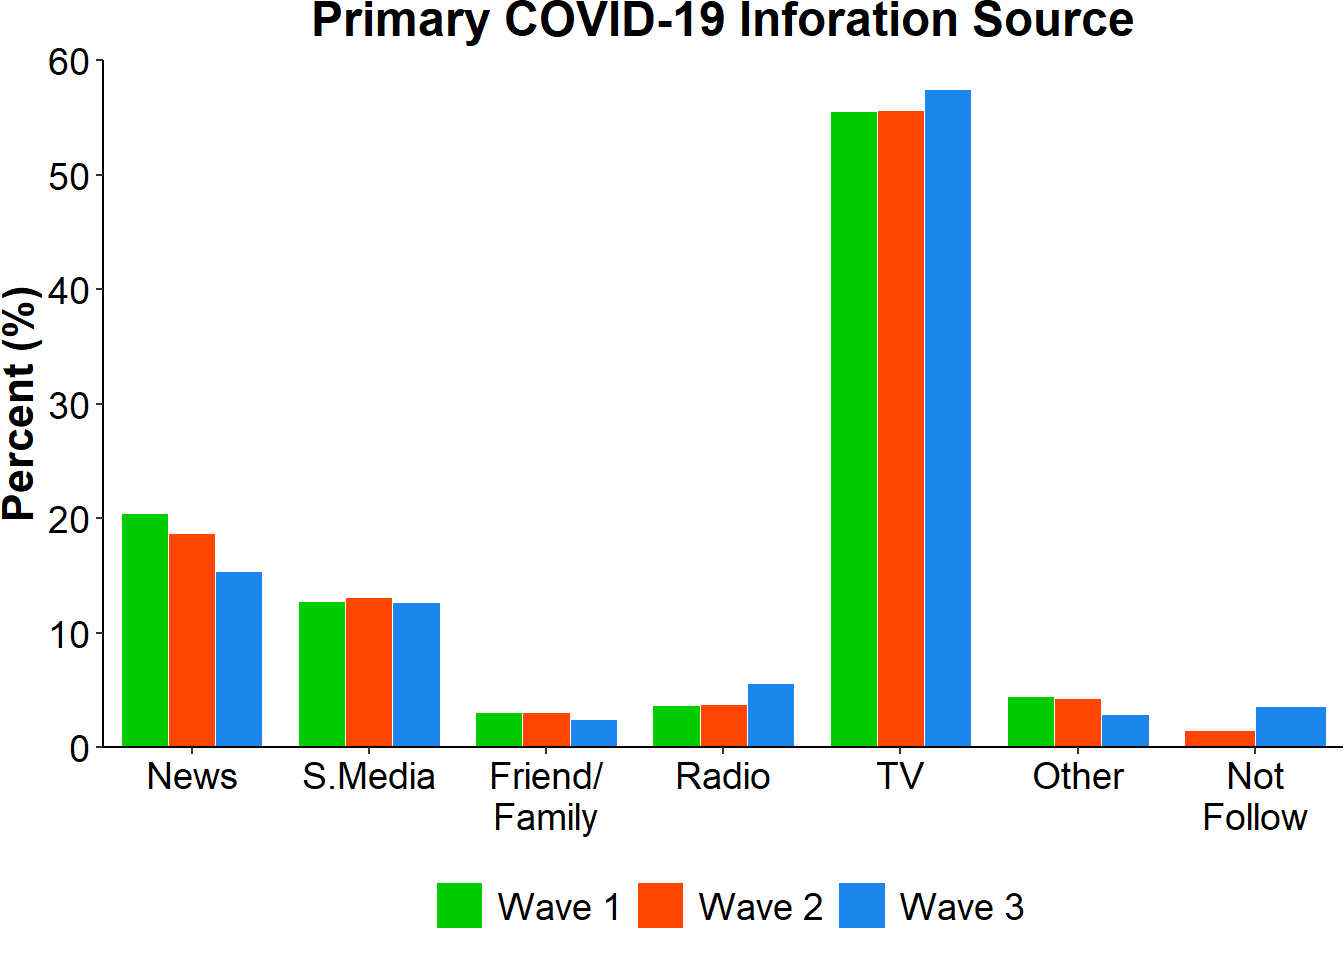 Primary COVID-19 Inforation Source
Percent (%)
60
50
40
30
20
10
0
News
S.Media
Friend/
Family
Radio
TV
Other
Not
Follow
Wave 1
Wave 2
Wave 3